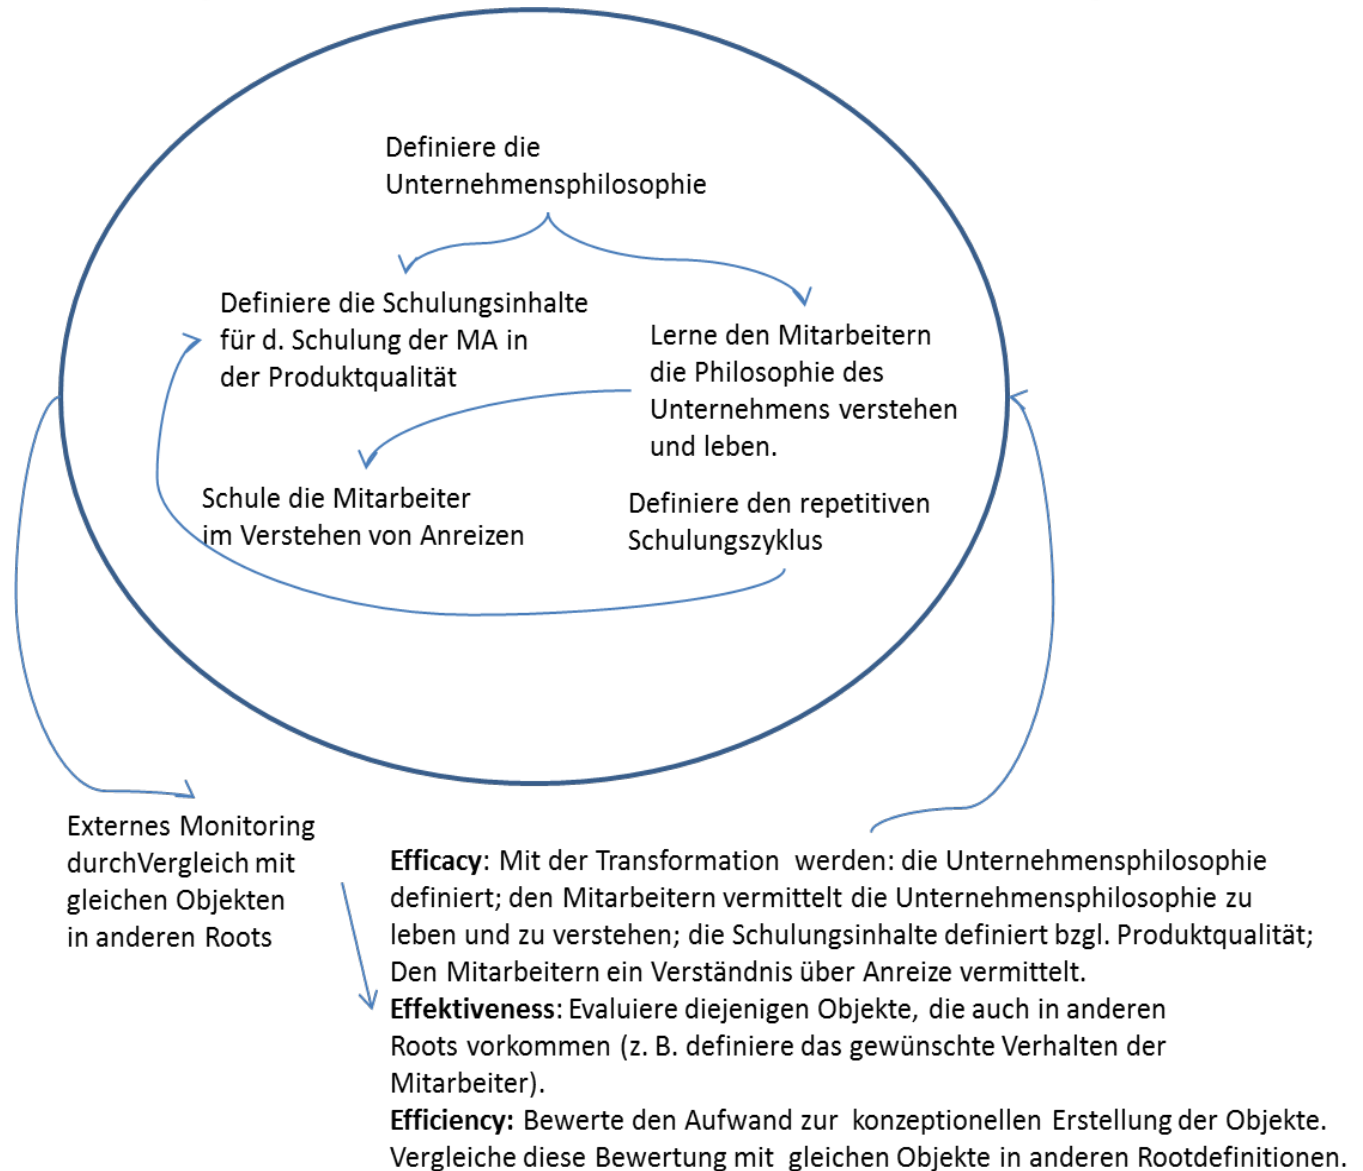 Definiere die
Unternehmensphilosophie
Definiere die Schulungsinhalte
für d. Schulung der MA in
der Produktqualität
Lerne den Mitarbeitern
die Philosophie des
Unternehmens verstehen
und leben.
Schule die Mitarbeiter
im Verstehen von Anreizen
Definiere den repetitiven
Schulungszyklus
Externes Monitoring
durchVergleich mit
gleichen Objekten
in anderen Roots
Efficacy: Mit der Transformation werden: die Unternehmensphilosophie
definiert; den Mitarbeitern vermittelt die Unternehmensphilosophie zu
leben und zu verstehen; die Schulungsinhalte definiert bzgl. Produktqualität;
Den Mitarbeitern ein Verständnis über Anreize vermittelt.
Effektiveness: Evaluiere diejenigen Objekte, die auch in anderen
Roots vorkommen (z. B. definiere das gewünschte Verhalten der
Mitarbeiter).
Efficiency: Bewerte den Aufwand zur konzeptionellen Erstellung der Objekte.
Vergleiche diese Bewertung mit gleichen Objekte in anderen Rootdefinitionen.